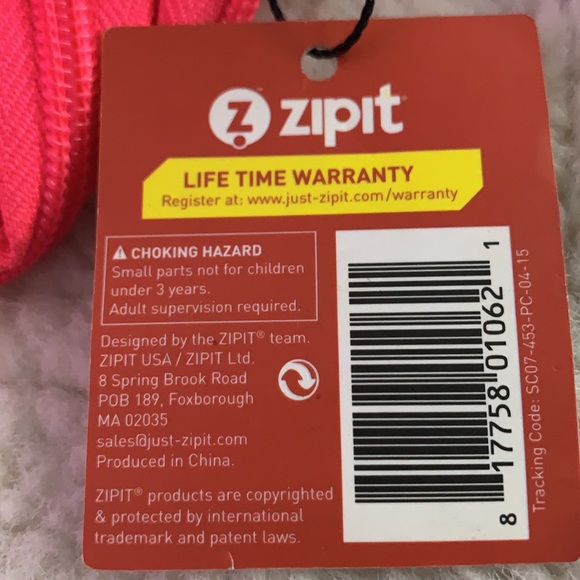 Z zipit
LIFE TIME WARRANTY
Register at: www.just-zipit.com/warranty
CHOKING HAZARD
Small parts not for children
under 3 years.
Adult supervision required.
Designed by the ZIPIT® team.
ZIPIT USA / ZIPIT Ltd.
8 Spring Brook Road
POB 189, Foxborough
MA 02035
sales@just-zipit.com
Produced in China.
ZIPIT® products are copyrighted
& protected by international
trademark and patent laws.
8 17758 01062 1
Tracking Code: SC07-453-PC-04-15